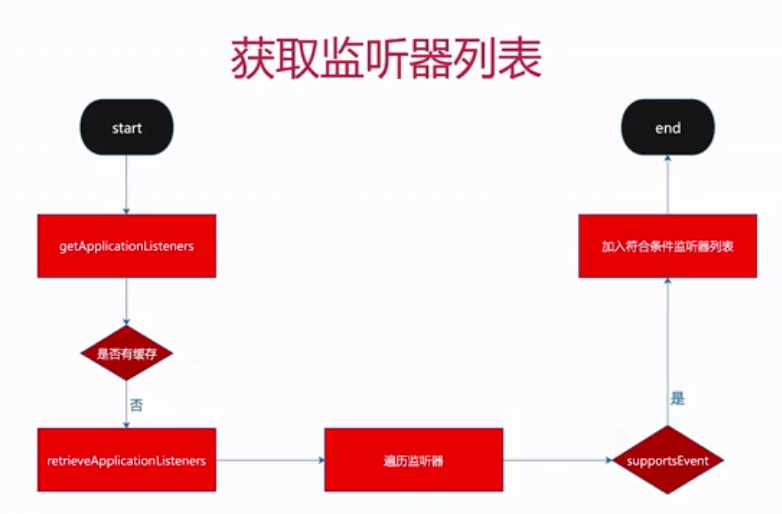 获取监听器列表
start
end
getApplicationListeners
加入符合条件监听器列表
是否有缓存
否
是
retrieveApplicationListeners
遍历监听器
supportsEvent